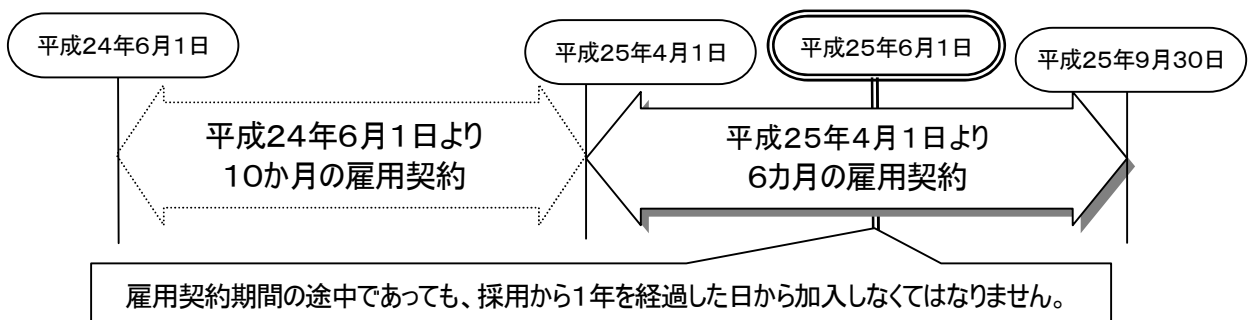 平成24年6月1日
平成25年4月1日
平成25年6月1日
平成25年9月30日
平成24年6月1日より
10か月の雇用契約
平成25年4月1日より
6カ月の雇用契約
雇用契約期間の途中であっても、採用から1年を経過した日から加入しなくてはなりません。